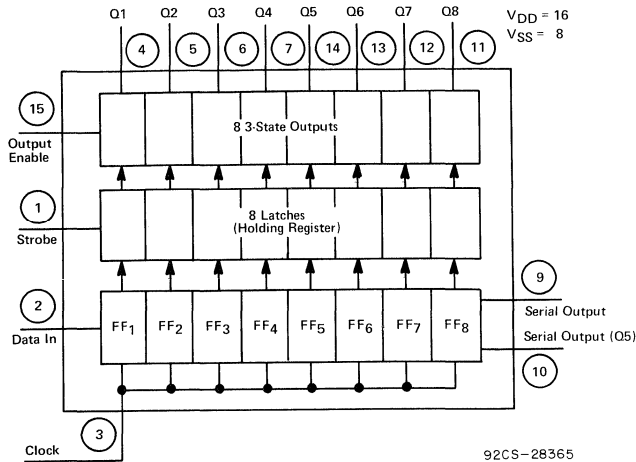 Q1 Q2 Q3 Q4 Q5 Q6 Q7 Q8
VDD = 16
VSS = 8
4 5 6 7 14 13 12 11
15
Output
Enable
8 3-State Outputs
1
Strobe
8 Latches
(Holding Register)
2
Data In
FF1 FF2 FF3 FF4 FF5 FF6 FF7 FF8
9
Serial Output
Serial Output (Q5)
10
3
Clock
92CS-28365